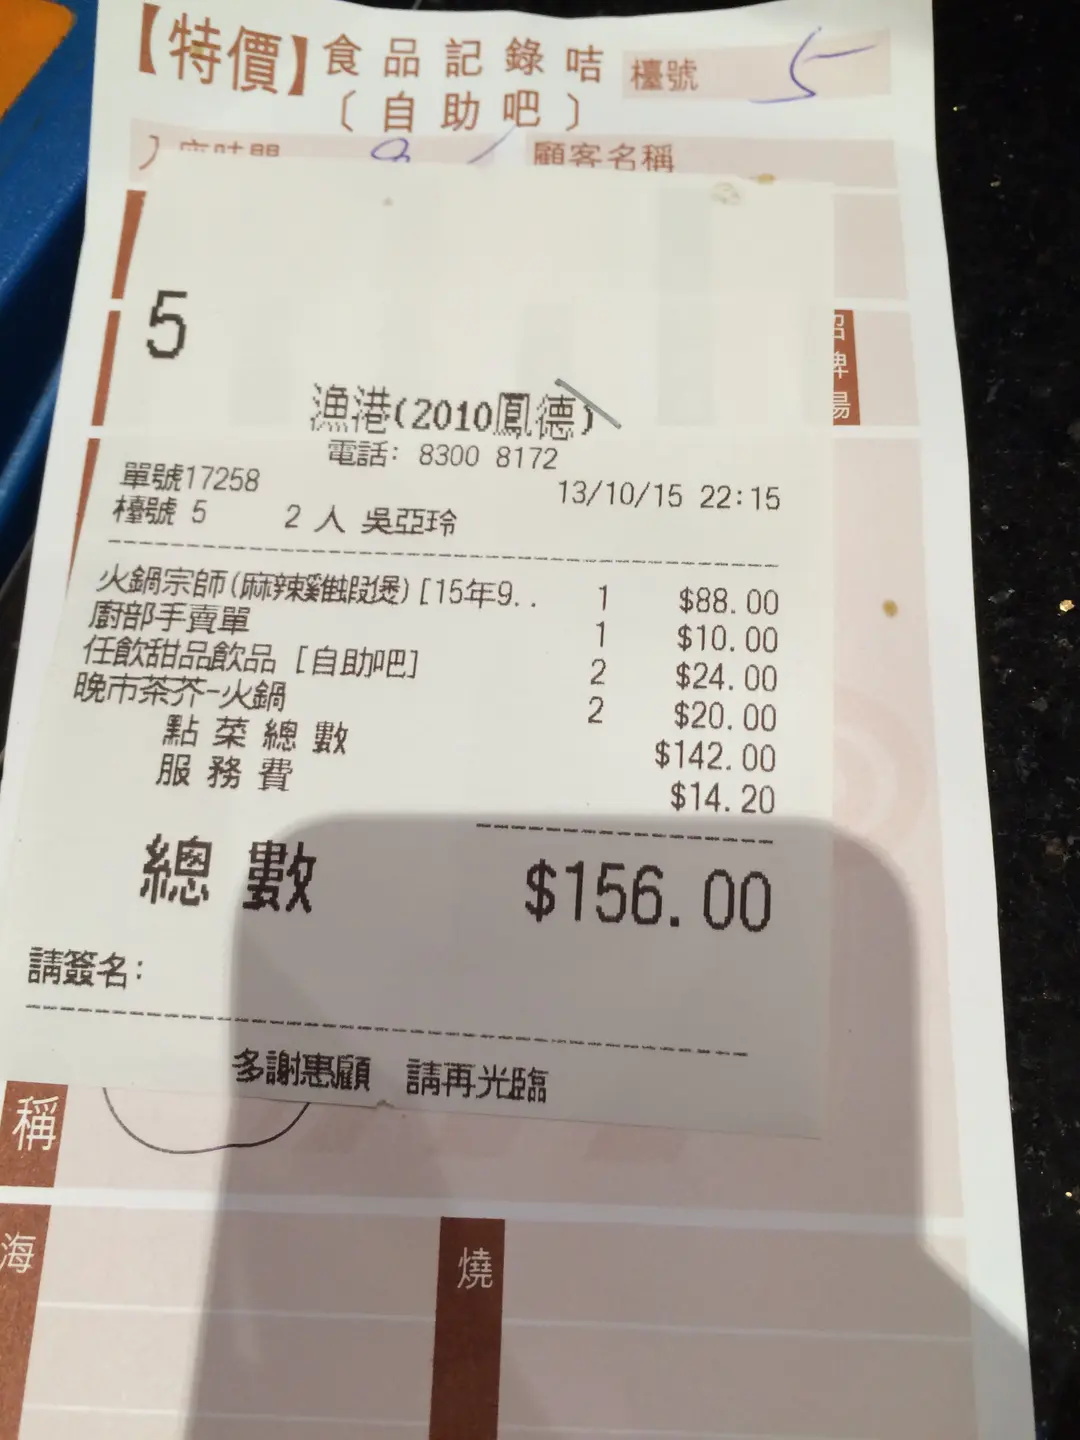 【特價】食品記錄咭 檯號 5
(自助吧)
顧客名稱
5
招牌湯
漁港(2010鳳德)
電話: 8300 8172
單號17258 13/10/15 22:15
檯號 5 2 人 吳亞玲
火鍋宗師(麻辣雞蝦煲)[15年9.. 1 $88.00
廚部手賣單 1 $10.00
任飲甜品飲品 [自助吧] 2 $24.00
晚市茶芥-火鍋 2 $20.00
點菜總數 $142.00
服務費 $14.20
總數 $156.00
請簽名:
多謝惠顧 請再光臨
稱
海 燒